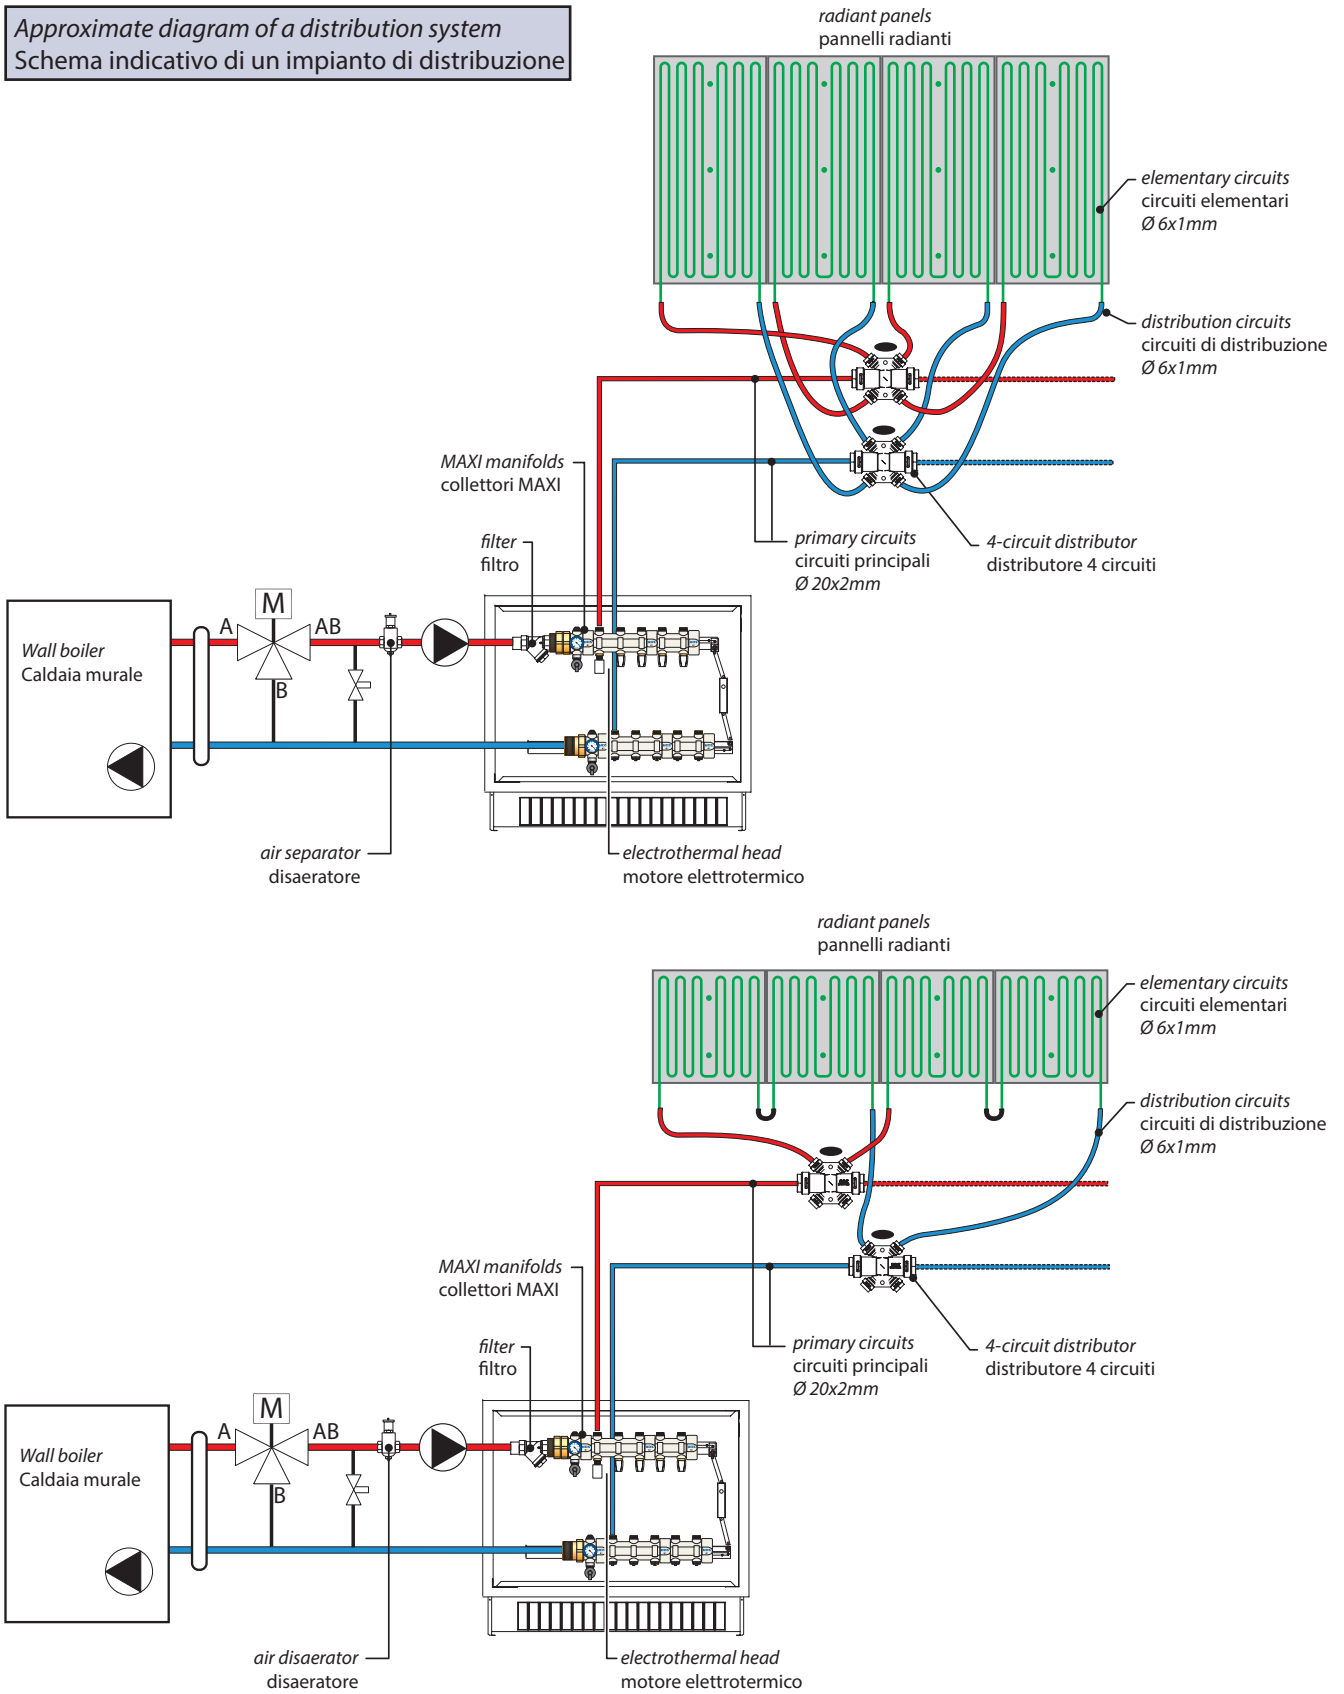 Approximate diagram of a distribution system
Schema indicativo di un impianto di distribuzione
radiant panels
pannelli radianti
elementary circuits
circuiti elementari
Ø 6x1mm
distribution circuits
circuiti di distribuzione
Ø 6x1mm
MAXI manifolds
collettori MAXI
filter
filtro
primary circuits
circuiti principali
Ø 20x2mm
4-circuit distributor
distributore 4 circuiti
M
A
AB
B
Wall boiler
Caldaia murale
air separator
disaeratore
electrothermal head
motore elettrotermico
radiant panels
pannelli radianti
elementary circuits
circuiti elementari
Ø 6x1mm
distribution circuits
circuiti di distribuzione
Ø 6x1mm
MAXI manifolds
collettori MAXI
filter
filtro
primary circuits
circuiti principali
Ø 20x2mm
4-circuit distributor
distributore 4 circuiti
M
A
AB
B
Wall boiler
Caldaia murale
air disaerator
disaeratore
electrothermal head
motore elettrotermico